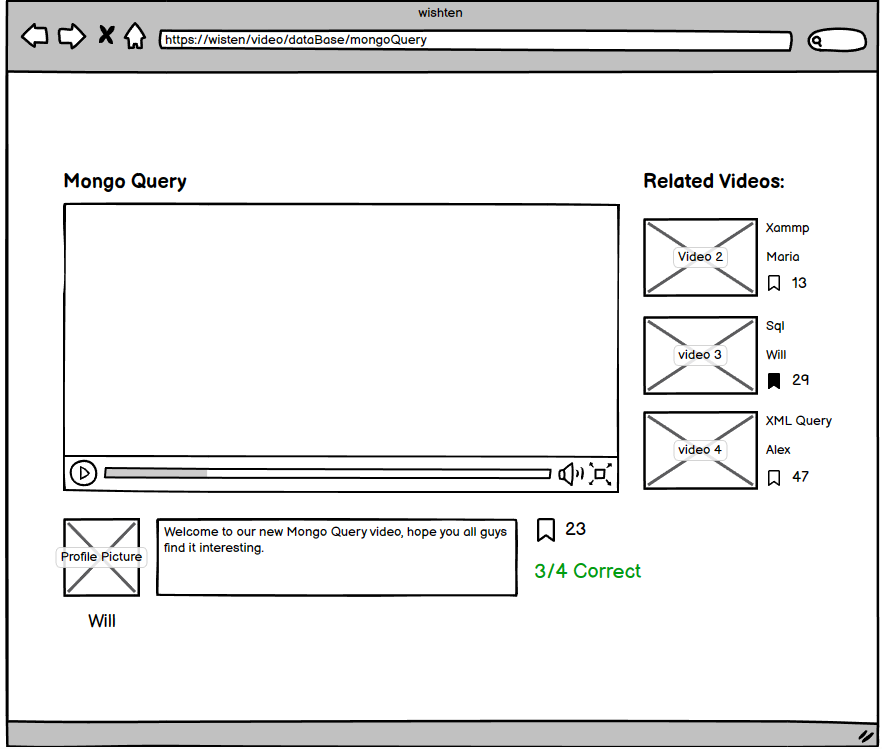 wishten
https://wisten/video/dataBase/mongoQuery
Mongo Query
Related Videos:
Video 2
Xammp
Maria
13
video 3
Sql
Will
29
video 4
XML Query
Alex
47
Profile Picture
Will
Welcome to our new Mongo Query video, hope you all guys
find it interesting.
23
3/4 Correct